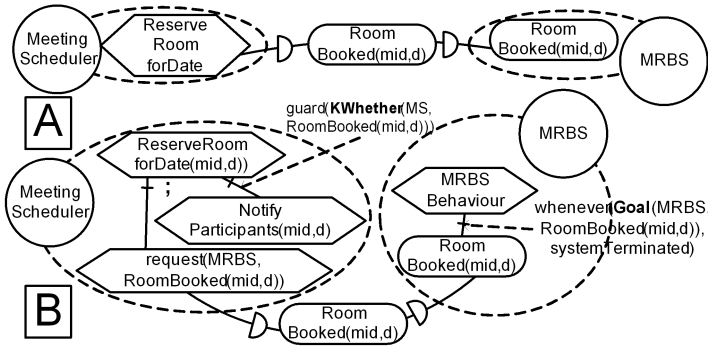 Meeting
Scheduler
Reserve
Room
forDate
Room
Booked(mid,d)
Room
Booked(mid,d)
MRBS
A
guard(KWhether(MS,
RoomBooked(mid,d)))
MRBS
ReserveRoom
forDate(mid,d))
;
Meeting
Scheduler
MRBS
Behaviour
Notify
Participants(mid,d)
whenever(Goal(MRBS,
RoomBooked(mid,d)),
systemTerminated)
Room
Booked(mid,d)
request(MRBS,
RoomBooked(mid,d))
B
Room
Booked(mid,d)